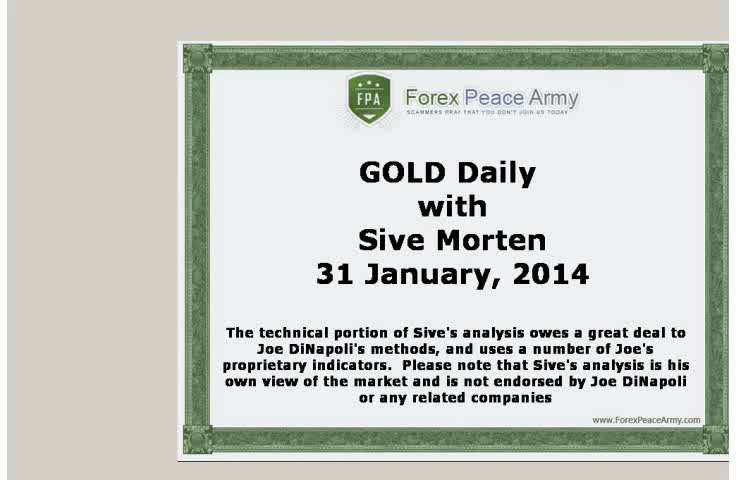 FPA
Forex Peace Army
SCAMMERS PRAY THAT YOU DON'T JOIN US TODAY
GOLD Daily
with
Sive Morten
31 January, 2014
The technical portion of Sive's analysis owes a great deal to
Joe DiNapoli's methods, and uses a number of Joe's
proprietary indicators. Please note that Sive's analysis is his
own view of the market and is not endorsed by Joe DiNapoli
or any related companies
www.ForexPeaceArmy.com